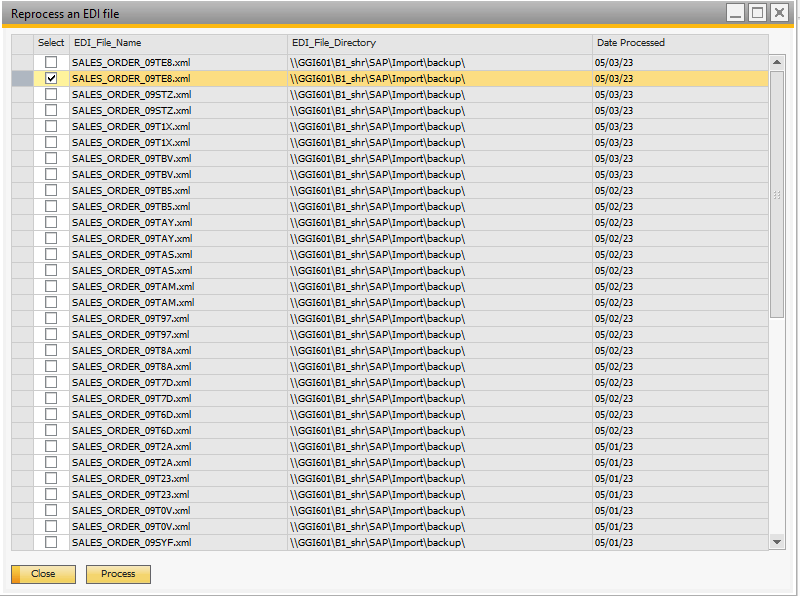 Reprocess an EDI file
Select EDI_File_Name EDI_File_Directory Date Processed
SALES_ORDER_09TE8.xml \\GGI601\B1_shr\SAP\Import\backup\ 05/03/23
SALES_ORDER_09TE8.xml \\GGI601\B1_shr\SAP\Import\backup\ 05/03/23
SALES_ORDER_09STZ.xml \\GGI601\B1_shr\SAP\Import\backup\ 05/03/23
SALES_ORDER_09STZ.xml \\GGI601\B1_shr\SAP\Import\backup\ 05/03/23
SALES_ORDER_09T1X.xml \\GGI601\B1_shr\SAP\Import\backup\ 05/03/23
SALES_ORDER_09T1X.xml \\GGI601\B1_shr\SAP\Import\backup\ 05/03/23
SALES_ORDER_09TBV.xml \\GGI601\B1_shr\SAP\Import\backup\ 05/03/23
SALES_ORDER_09TBV.xml \\GGI601\B1_shr\SAP\Import\backup\ 05/03/23
SALES_ORDER_09TB5.xml \\GGI601\B1_shr\SAP\Import\backup\ 05/02/23
SALES_ORDER_09TB5.xml \\GGI601\B1_shr\SAP\Import\backup\ 05/02/23
SALES_ORDER_09TAY.xml \\GGI601\B1_shr\SAP\Import\backup\ 05/02/23
SALES_ORDER_09TAY.xml \\GGI601\B1_shr\SAP\Import\backup\ 05/02/23
SALES_ORDER_09TAS.xml \\GGI601\B1_shr\SAP\Import\backup\ 05/02/23
SALES_ORDER_09TAS.xml \\GGI601\B1_shr\SAP\Import\backup\ 05/02/23
SALES_ORDER_09TAM.xml \\GGI601\B1_shr\SAP\Import\backup\ 05/02/23
SALES_ORDER_09TAM.xml \\GGI601\B1_shr\SAP\Import\backup\ 05/02/23
SALES_ORDER_09T97.xml \\GGI601\B1_shr\SAP\Import\backup\ 05/02/23
SALES_ORDER_09T97.xml \\GGI601\B1_shr\SAP\Import\backup\ 05/02/23
SALES_ORDER_09T8A.xml \\GGI601\B1_shr\SAP\Import\backup\ 05/02/23
SALES_ORDER_09T8A.xml \\GGI601\B1_shr\SAP\Import\backup\ 05/02/23
SALES_ORDER_09T7D.xml \\GGI601\B1_shr\SAP\Import\backup\ 05/02/23
SALES_ORDER_09T7D.xml \\GGI601\B1_shr\SAP\Import\backup\ 05/02/23
SALES_ORDER_09T6D.xml \\GGI601\B1_shr\SAP\Import\backup\ 05/02/23
SALES_ORDER_09T6D.xml \\GGI601\B1_shr\SAP\Import\backup\ 05/02/23
SALES_ORDER_09T2A.xml \\GGI601\B1_shr\SAP\Import\backup\ 05/01/23
SALES_ORDER_09T2A.xml \\GGI601\B1_shr\SAP\Import\backup\ 05/01/23
SALES_ORDER_09T23.xml \\GGI601\B1_shr\SAP\Import\backup\ 05/01/23
SALES_ORDER_09T23.xml \\GGI601\B1_shr\SAP\Import\backup\ 05/01/23
SALES_ORDER_09T0V.xml \\GGI601\B1_shr\SAP\Import\backup\ 05/01/23
SALES_ORDER_09T0V.xml \\GGI601\B1_shr\SAP\Import\backup\ 05/01/23
SALES_ORDER_09SYF.xml \\GGI601\B1_shr\SAP\Import\backup\ 05/01/23
Close Process